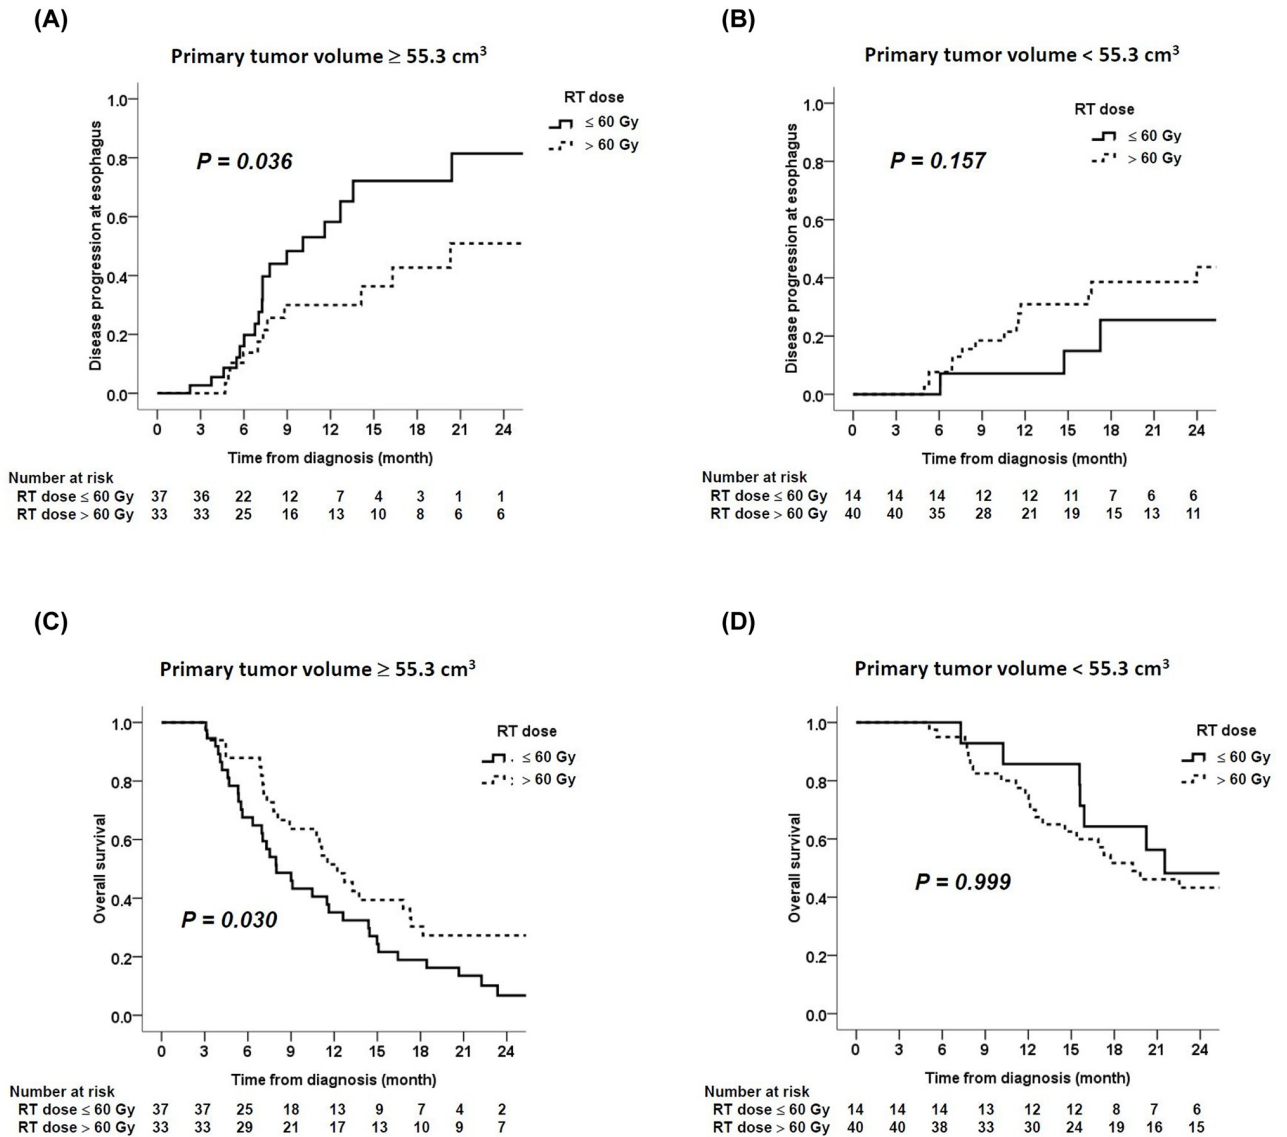 (A)
Primary tumor volume ≥ 55.3 cm³
RT dose
≤ 60 Gy
> 60 Gy
P = 0.036
Disease progression at esophagus
1.0
0.8
0.6
0.4
0.2
0.0
0 3 6 9 12 15 18 21 24
Time from diagnosis (month)
Number at risk
RT dose ≤ 60 Gy 37 36 22 12 7 4 3 1 1
RT dose > 60 Gy 33 33 25 16 13 10 8 6 6
(B)
Primary tumor volume < 55.3 cm³
RT dose
≤ 60 Gy
> 60 Gy
P = 0.157
Disease progression at esophagus
1.0
0.8
0.6
0.4
0.2
0.0
0 3 6 9 12 15 18 21 24
Time from diagnosis (month)
Number at risk
RT dose ≤ 60 Gy 14 14 14 12 12 11 7 6 6
RT dose > 60 Gy 40 40 35 28 21 19 15 13 11
(C)
Primary tumor volume ≥ 55.3 cm³
RT dose
≤ 60 Gy
> 60 Gy
P = 0.030
Overall survival
1.0
0.8
0.6
0.4
0.2
0.0
0 3 6 9 12 15 18 21 24
Time from diagnosis (month)
Number at risk
RT dose ≤ 60 Gy 37 37 25 18 13 9 7 4 2
RT dose > 60 Gy 33 33 29 21 17 13 10 9 7
(D)
Primary tumor volume < 55.3 cm³
RT dose
≤ 60 Gy
> 60 Gy
P = 0.999
Overall survival
1.0
0.8
0.6
0.4
0.2
0.0
0 3 6 9 12 15 18 21 24
Time from diagnosis (month)
Number at risk
RT dose ≤ 60 Gy 14 14 14 13 12 12 8 7 6
RT dose > 60 Gy 40 40 38 33 30 24 19 16 15